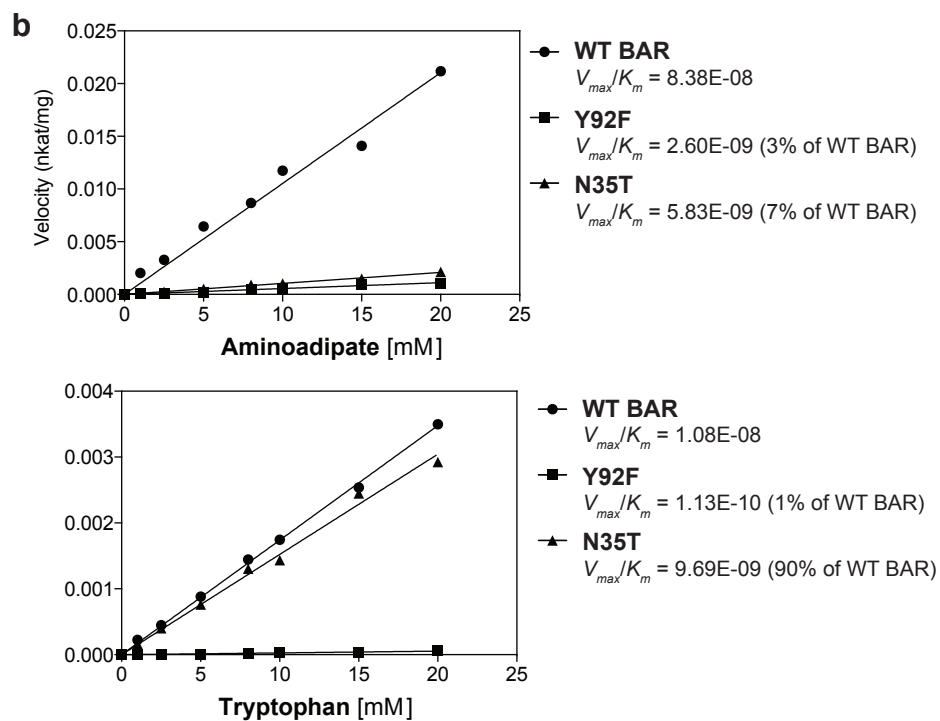 b
0.025
0.020
0.015
0.010
0.005
0.000
Velocity (nkat/mg)
0 5 10 15 20 25
Aminoadipate [mM]
WT BAR
Vmax/Km = 8.38E-08
Y92F
Vmax/Km = 2.60E-09 (3% of WT BAR)
N35T
Vmax/Km = 5.83E-09 (7% of WT BAR)
0.004
0.003
0.002
0.001
0.000
0 5 10 15 20 25
Tryptophan [mM]
WT BAR
Vmax/Km = 1.08E-08
Y92F
Vmax/Km = 1.13E-10 (1% of WT BAR)
N35T
Vmax/Km = 9.69E-09 (90% of WT BAR)